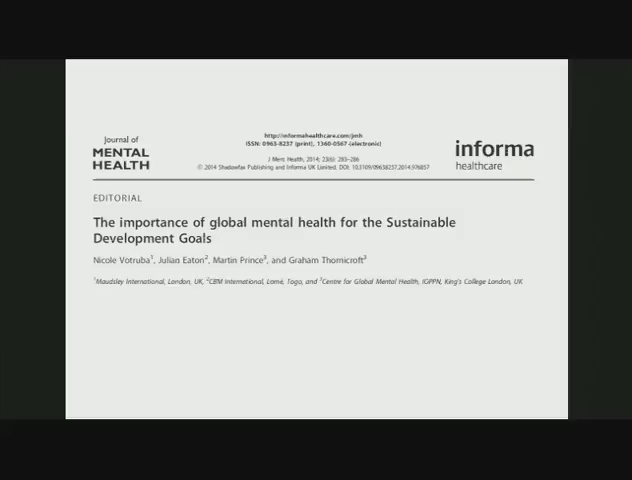 Journal of
MENTAL
HEALTH
http://informahealthcare.com/jmh
ISSN: 0963-8237 (print), 1360-0567 (electronic)
J Ment Health, 2014; 23(6): 283–286
© 2014 Shadowfax Publishing and Informa UK Limited. DOI: 10.3109/09638237.2014.976857
informa
healthcare
EDITORIAL
The importance of global mental health for the Sustainable
Development Goals
Nicole Votruba1, Julian Eaton2, Martin Prince3, and Graham Thornicroft3
1Maudsley International, London, UK, 2CBM International, Lomé, Togo, and 3Centre for Global Mental Health, IOPPN, King's College London, UK